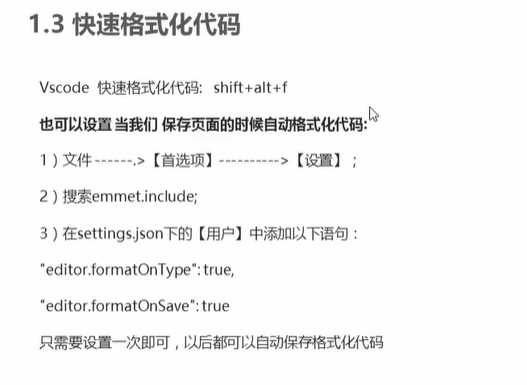 1.3 快速格式化代码
Vscode 快速格式化代码: shift+alt+f
也可以设置 当我们 保存页面的时候自动格式化代码:
1）文件 ------.>【首选项】---------->【设置】；
2）搜索emmet.include;
3）在settings.json下的【用户】中添加以下语句：
"editor.formatOnType": true,
"editor.formatOnSave": true
只需要设置一次即可，以后都可以自动保存格式化代码